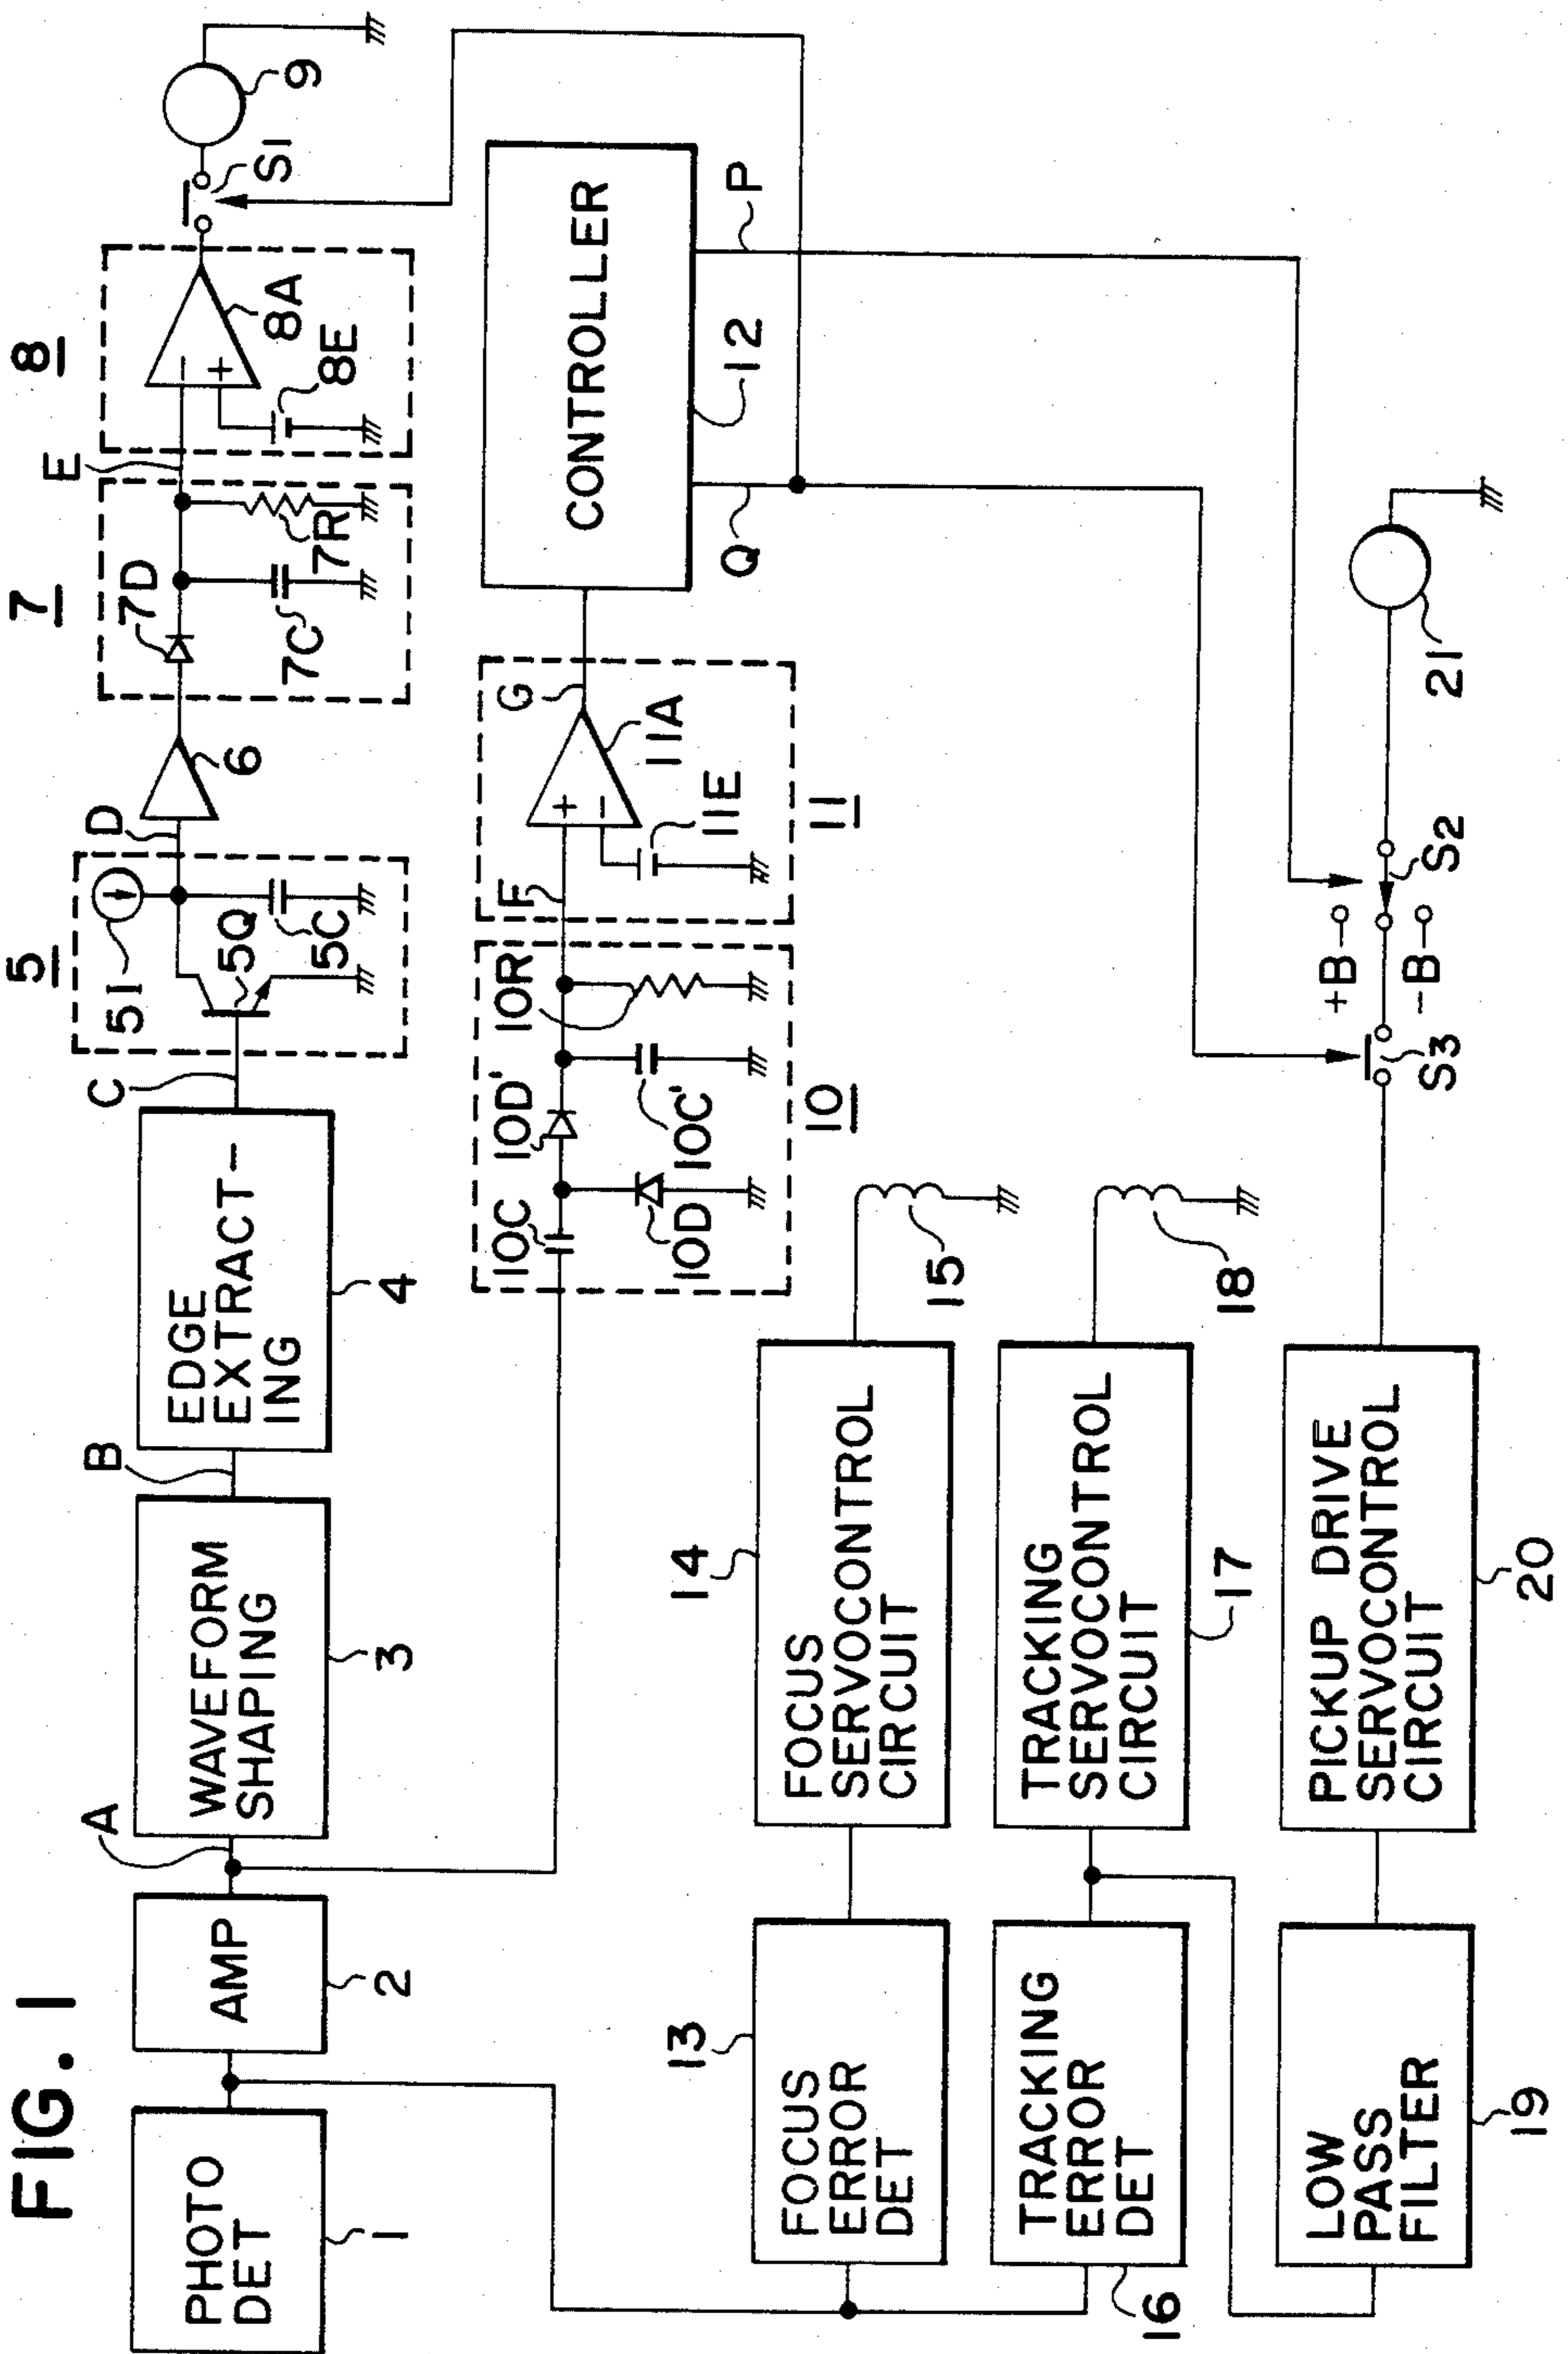 FIG. 1
PHOTO
DET
1
AMP
2
A
WAVEFORM
SHAPING
3
B
EDGE
EXTRACT-
ING
4
C
5
5I
5Q
5C
D
6
7
7D
7C
7R
E
8
-
+
8A
8E
S1
9
10C
10D
10D'
10C'
10R
10
F
+
-
11A
11E
11
G
CONTROLLER
12
Q
P
FOCUS
ERROR
DET
13
FOCUS
SERVOCONTROL
CIRCUIT
14
15
TRACKING
ERROR
DET
16
TRACKING
SERVOCONTROL
CIRCUIT
17
18
LOW
PASS
FILTER
19
PICKUP DRIVE
SERVOCONTROL
CIRCUIT
20
S3
+B
-B
S2
21